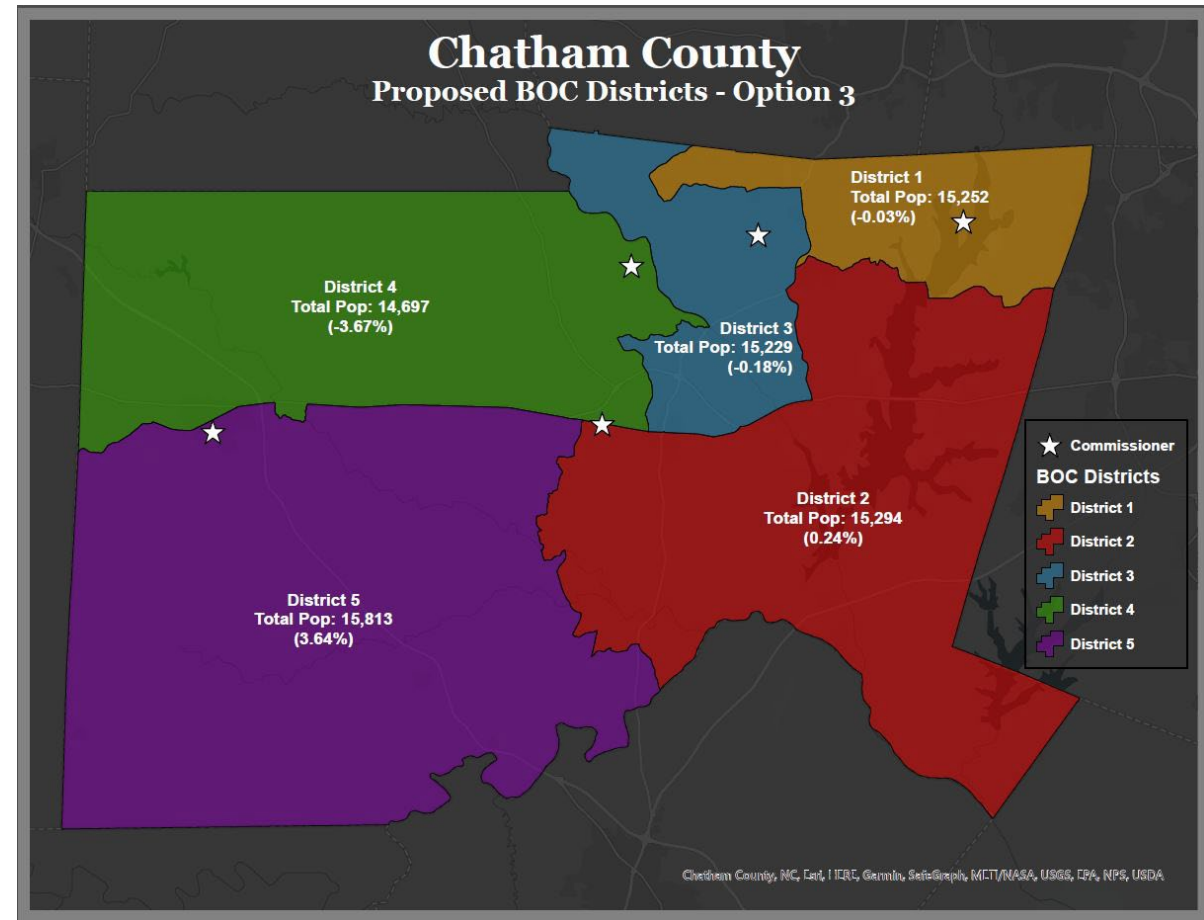 Chatham County
Proposed BOC Districts - Option 3
District 1
Total Pop: 15,252
(-0.03%)
District 4
Total Pop: 14,697
(-3.67%)
District 3
Total Pop: 15,229
(-0.18%)
District 2
Total Pop: 15,294
(0.24%)
District 5
Total Pop: 15,813
(3.64%)
Commissioner
BOC Districts
District 1
District 2
District 3
District 4
District 5
Chatham County, NC, Esri, HERE, Garmin, SafeGraph, METI/NASA, USGS, EPA, NPS, USDA